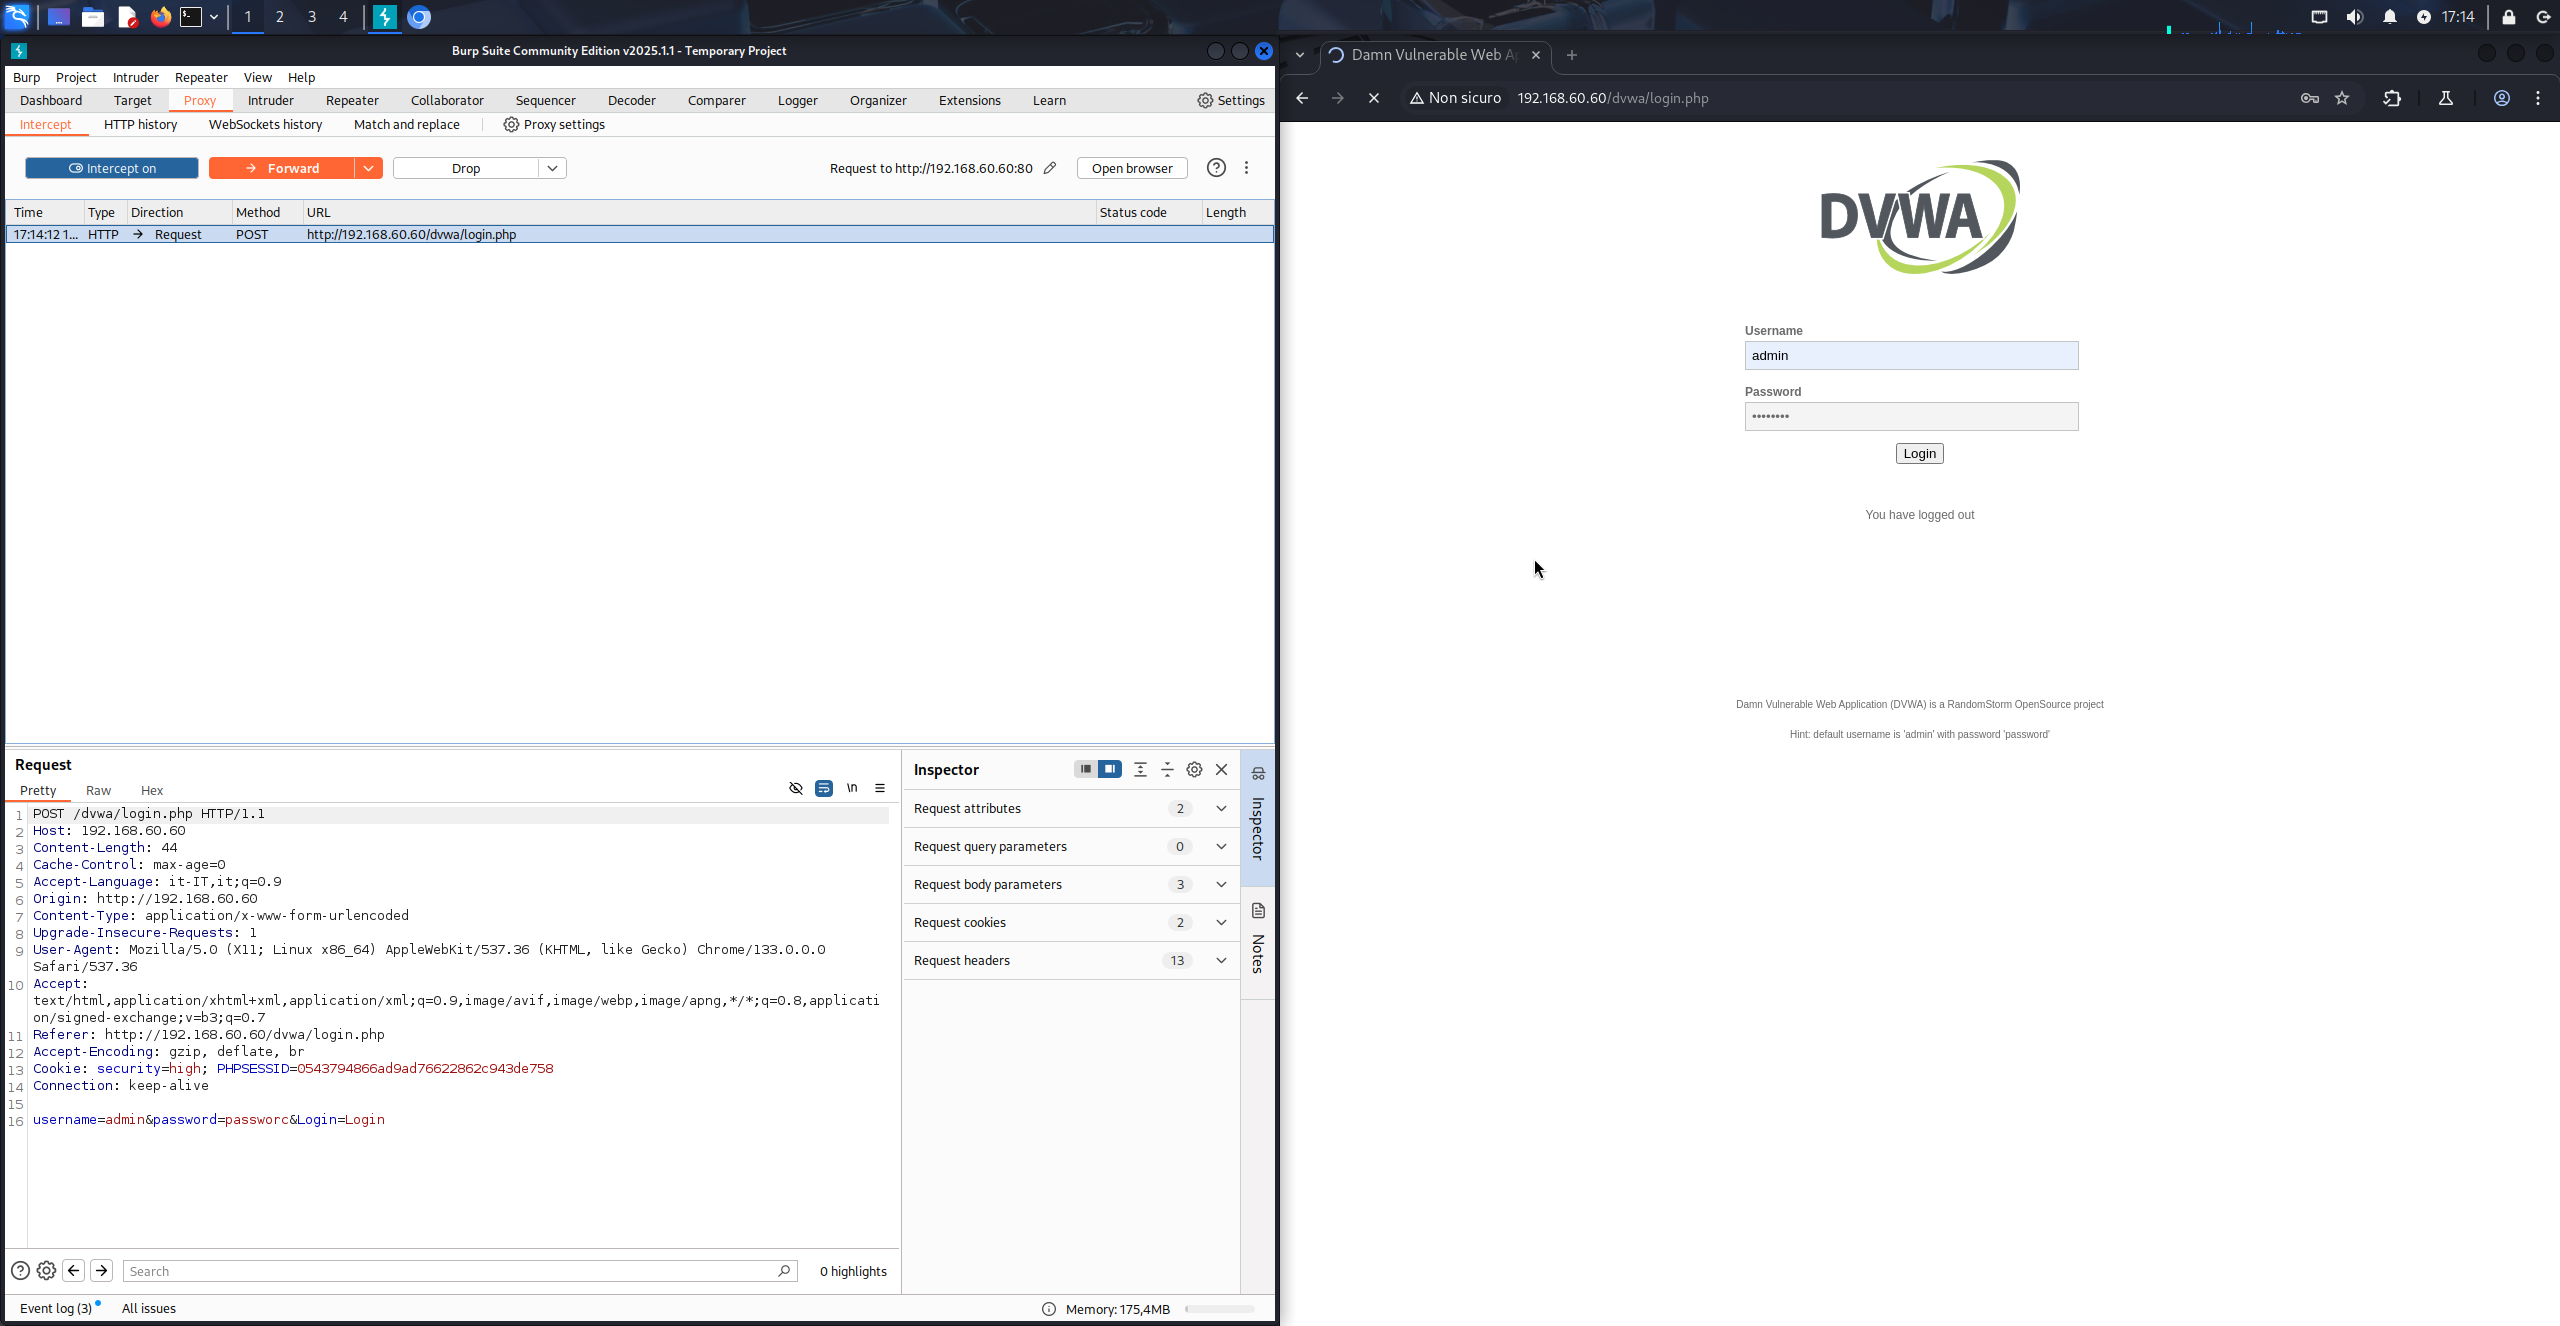 1 2 3 4
17:14
Burp Suite Community Edition v2025.1.1 - Temporary Project
Burp Project Intruder Repeater View Help
Dashboard Target Proxy Intruder Repeater Collaborator Sequencer Decoder Comparer Logger Organizer Extensions Learn Settings
Intercept HTTP history WebSockets history Match and replace Proxy settings
Intercept on Forward Drop Request to http://192.168.60.60:80 Open browser
Time Type Direction Method URL Status code Length
17:14:12 1... HTTP Request POST http://192.168.60.60/dvwa/login.php
Request
Pretty Raw Hex \n
1 POST /dvwa/login.php HTTP/1.1
2 Host: 192.168.60.60
3 Content-Length: 44
4 Cache-Control: max-age=0
5 Accept-Language: it-IT,it;q=0.9
6 Origin: http://192.168.60.60
7 Content-Type: application/x-www-form-urlencoded
8 Upgrade-Insecure-Requests: 1
9 User-Agent: Mozilla/5.0 (X11; Linux x86_64) AppleWebKit/537.36 (KHTML, like Gecko) Chrome/133.0.0.0
Safari/537.36
10 Accept:
text/html,application/xhtml+xml,application/xml;q=0.9,image/avif,image/webp,image/apng,*/*;q=0.8,applicati
on/signed-exchange;v=b3;q=0.7
11 Referer: http://192.168.60.60/dvwa/login.php
12 Accept-Encoding: gzip, deflate, br
13 Cookie: security=high; PHPSESSID=0543794866ad9ad76622862c943de758
14 Connection: keep-alive
15
16 username=admin&password=passworc&Login=Login
Search
0 highlights
Inspector
Request attributes 2
Request query parameters 0
Request body parameters 3
Request cookies 2
Request headers 13
Inspector
Notes
Event log (3) All issues
Memory: 175,4MB
Damn Vulnerable Web A
Non sicuro 192.168.60.60/dvwa/login.php
DVWA
Username
admin
Password
••••••••
Login
You have logged out
Damn Vulnerable Web Application (DVWA) is a RandomStorm OpenSource project
Hint: default username is 'admin' with password 'password'